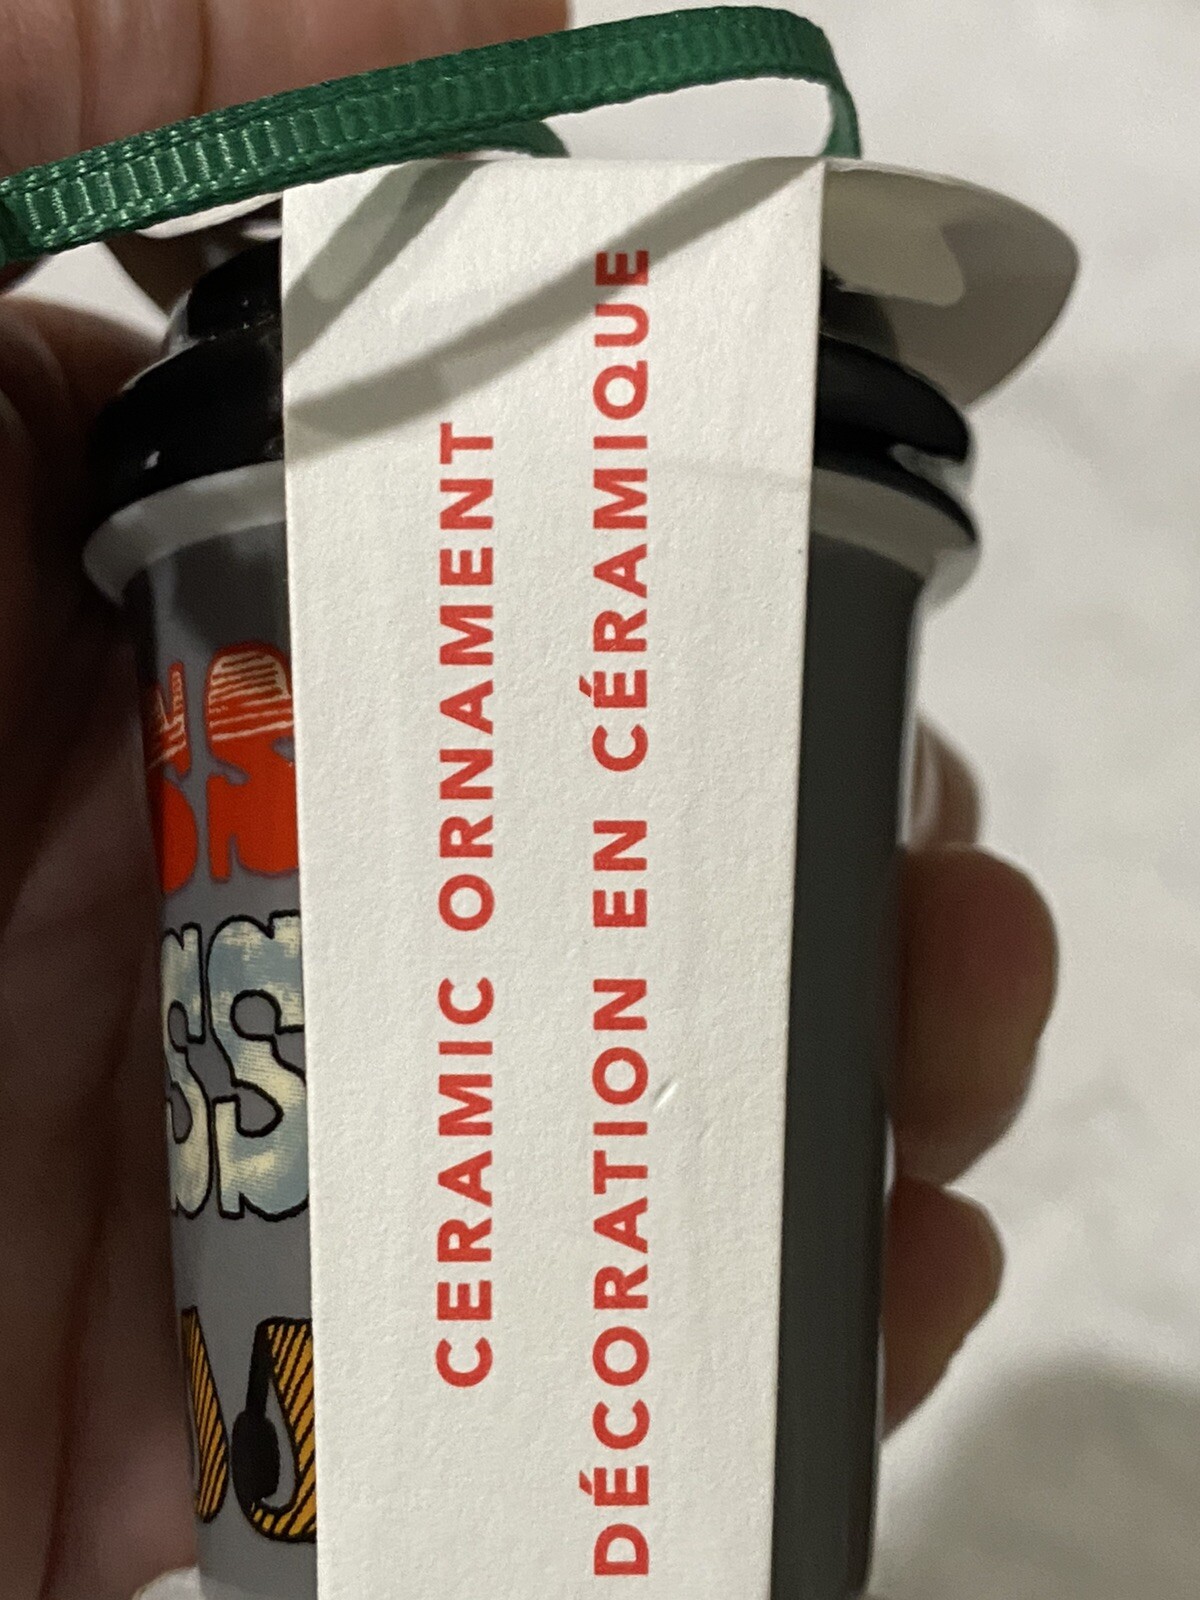 CERAMIC ORNAMENT
DÉCORATION EN CÉRAMIQUE